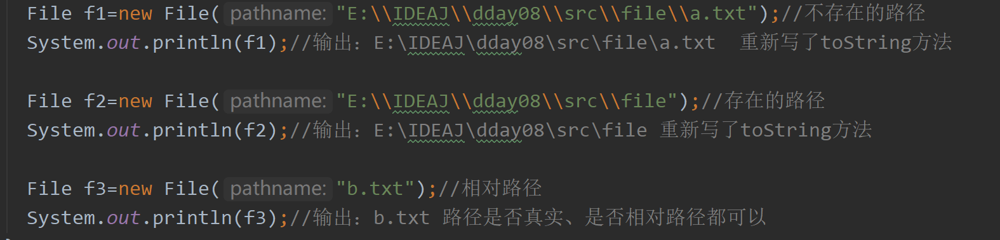 File f1=new File( pathname: "E:\\IDEAJ\\dday08\\src\\file\\a.txt");//不存在的路径
System.out.println(f1);//输出：E:\IDEAJ\dday08\src\file\a.txt  重新写了toString方法
File f2=new File( pathname: "E:\\IDEAJ\\dday08\\src\\file");//存在的路径
System.out.println(f2);//输出：E:\IDEAJ\dday08\src\file 重新写了toString方法
File f3=new File( pathname: "b.txt");//相对路径
System.out.println(f3);//输出：b.txt 路径是否真实、是否相对路径都可以